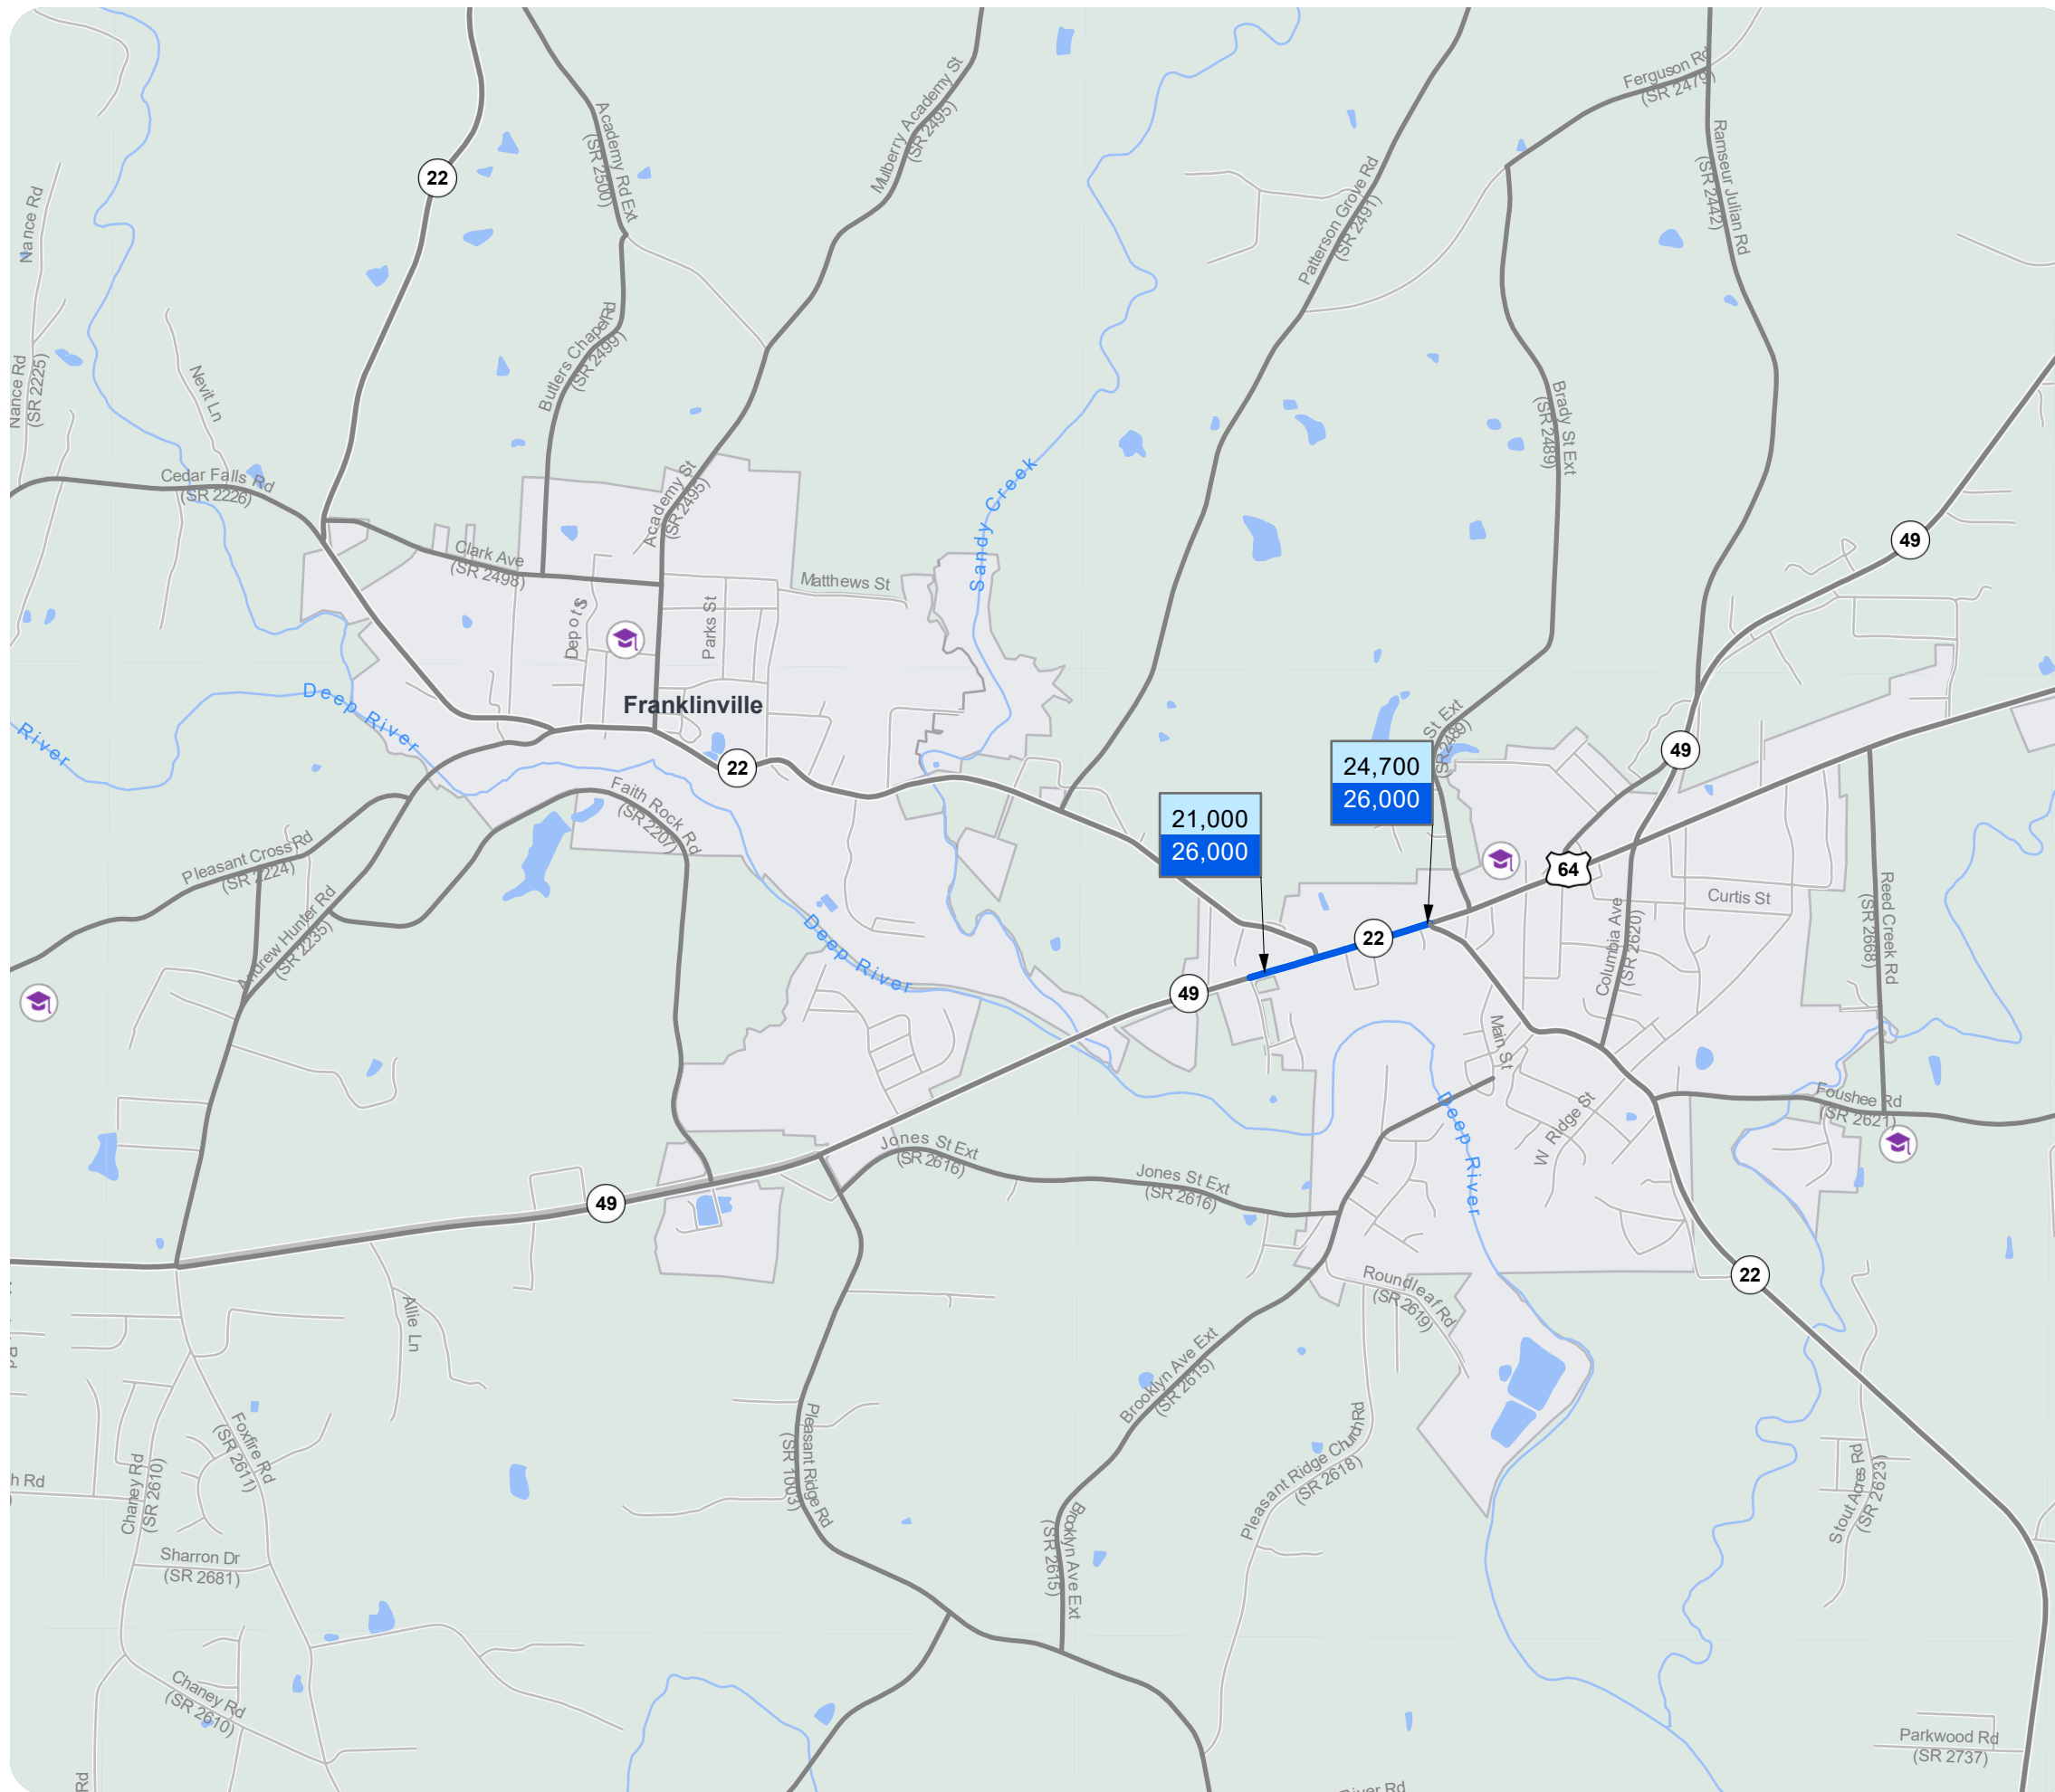 Ferguson Rd
(SR 2479)
Mulberry Academy St
(SR 2495)
Academy Rd Ext
(SR 2500)
22
Nance Rd
Patterson Grove Rd
(SR 2491)
Ramseur Julian Rd
(SR 2442)
Butlers Chapel Rd
(SR 2499)
Nance Rd
(SR 2225)
Nevit Ln
Brady St Ext
(SR 2489)
Cedar Falls Rd
(SR 2226)
Academy St
(SR 2495)
Sandy Creek
49
Clark Ave
(SR 2498)
Matthews St
Depot S
Parks St
Deep River
Franklinville
River
St Ext
SR 2489)
49
22
24,700
26,000
21,000
26,000
Faith Rock Rd
(SR 2207)
Pleasant Cross Rd
(SR 2224)
64
Andrew Hunter Rd
(SR 2235)
Curtis St
Reed Creek Rd
(SR 2668)
Columbia Ave
(SR 2620)
Deep River
22
49
Main St
Deep River
Foushee Rd
(SR 2621)
W Ridge St
Jones St Ext
(SR 2616)
Jones St Ext
(SR 2616)
49
22
Roundleaf Rd
(SR 2619)
Allie Ln
Rd
Brooklyn Ave Ext
(SR 2615)
Pleasant Ridge Rd
(SR 1003)
Foxfire Rd
(SR 2611)
Chaney Rd
(SR 2610)
h Rd
)
Pleasant Ridge Church Rd
(SR 2618)
Stout Acres Rd
(SR 2623)
Brooklyn Ave Ext
(SR 2615)
Sharron Dr
(SR 2681)
Chaney Rd
(SR 2610)
Parkwood Rd
(SR 2737)
Rd
River Rd